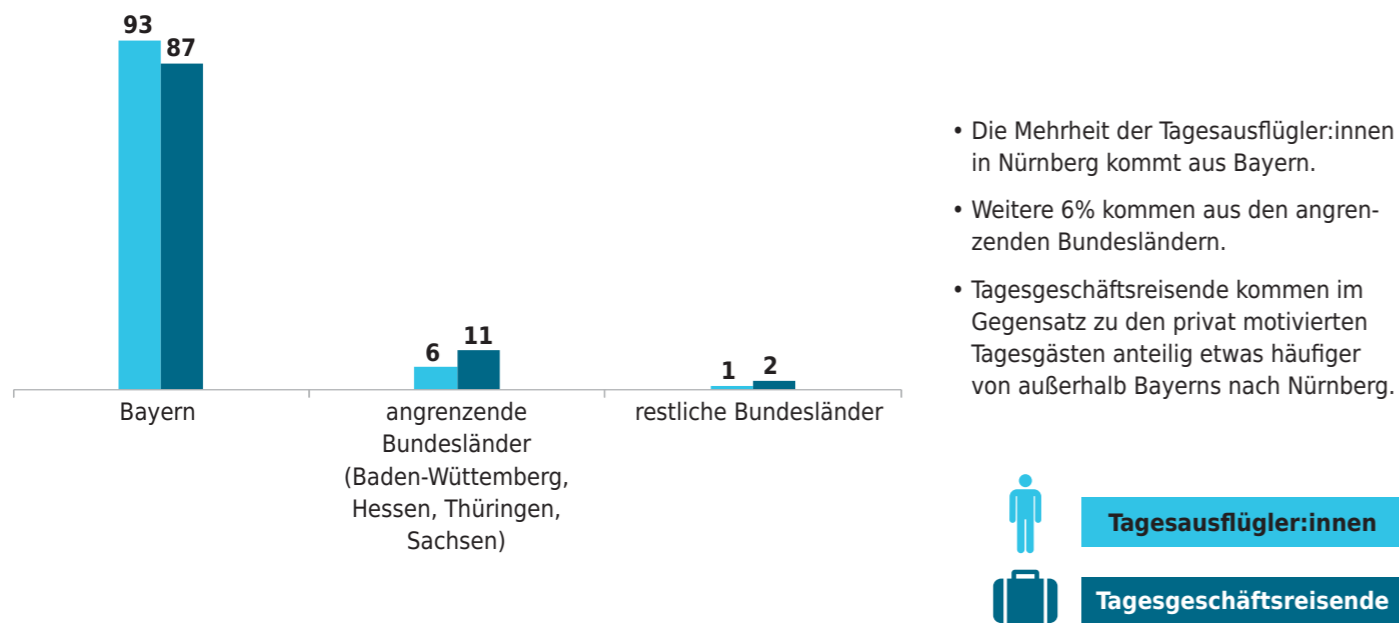 93
87
6
11
1
2
Bayern
angrenzende
Bundesländer
(Baden-Wüttemberg,
Hessen, Thüringen,
Sachsen)
restliche Bundesländer
• Die Mehrheit der Tagesausflügler:innen
in Nürnberg kommt aus Bayern.
• Weitere 6% kommen aus den angren-
zenden Bundesländern.
• Tagesgeschäftsreisende kommen im
Gegensatz zu den privat motivierten
Tagesgästen anteilig etwas häufiger
von außerhalb Bayerns nach Nürnberg.
Tagesausflügler:innen
Tagesgeschäftsreisende